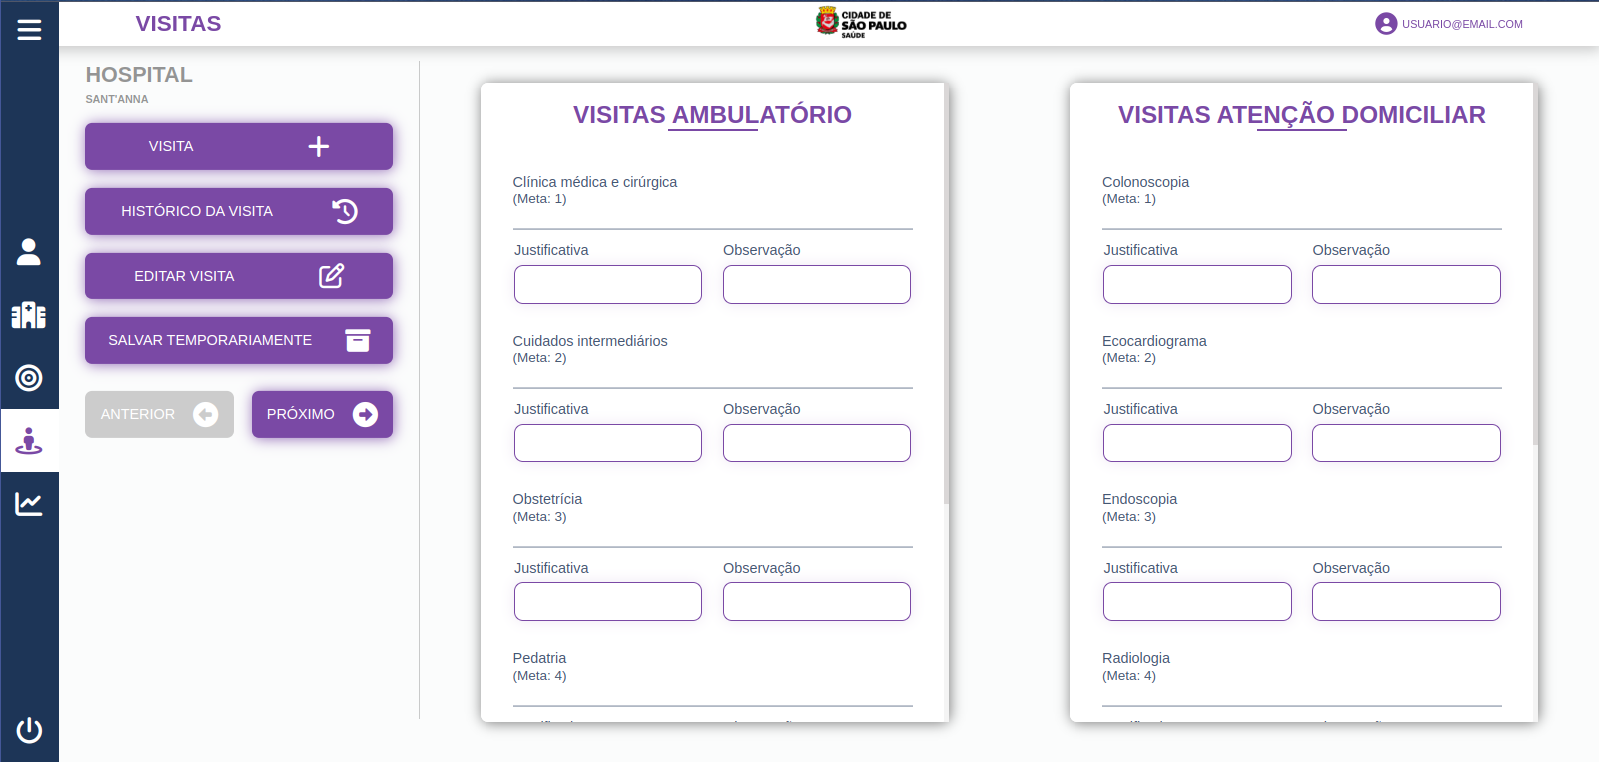 VISITAS
CIDADE DE
SÃO PAULO
SAÚDE
USUARIO@EMAIL.COM
HOSPITAL
SANT'ANNA
VISITA
HISTÓRICO DA VISITA
EDITAR VISITA
SALVAR TEMPORARIAMENTE
ANTERIOR
PRÓXIMO
VISITAS AMBULATÓRIO
Clínica médica e cirúrgica
(Meta: 1)
Justificativa Observação
Cuidados intermediários
(Meta: 2)
Justificativa Observação
Obstetrícia
(Meta: 3)
Justificativa Observação
Pedatria
(Meta: 4)
VISITAS ATENÇÃO DOMICILIAR
Colonoscopia
(Meta: 1)
Justificativa Observação
Ecocardiograma
(Meta: 2)
Justificativa Observação
Endoscopia
(Meta: 3)
Justificativa Observação
Radiologia
(Meta: 4)